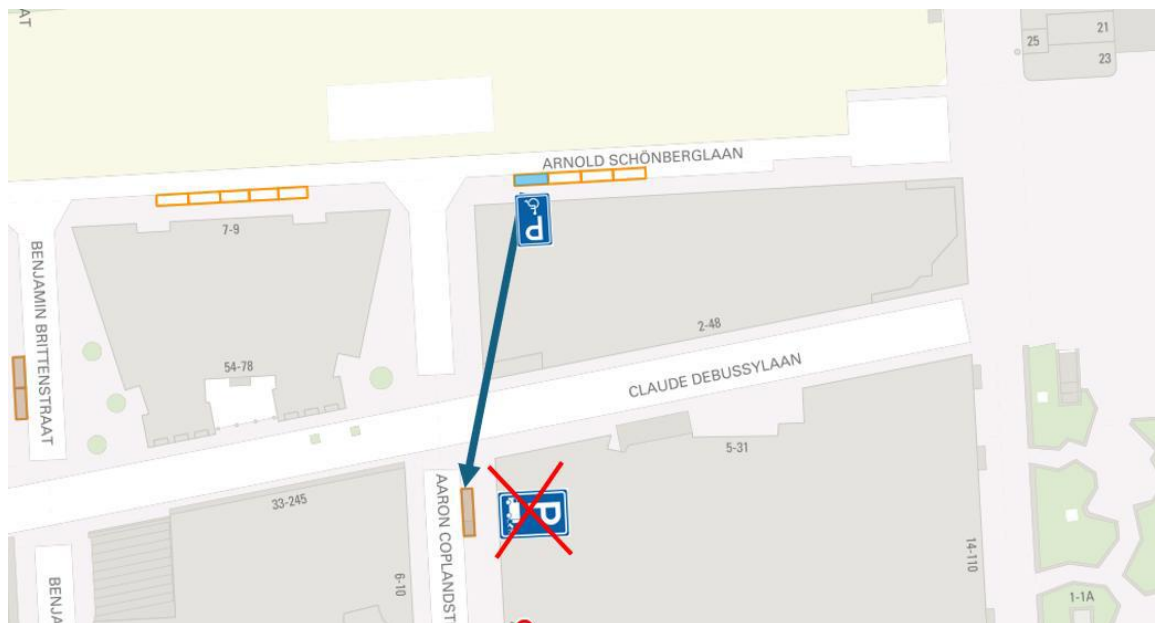 AT
21
25
23
ARNOLD SCHÖNBERGLAAN
7-9
P
BENJAMIN BRITTENSTRAAT
2-48
54-78
CLAUDE DEBUSSYLAAN
5-31
33-245
AARON COPLANDST
P
6-10
14-110
BENJA
1-1A